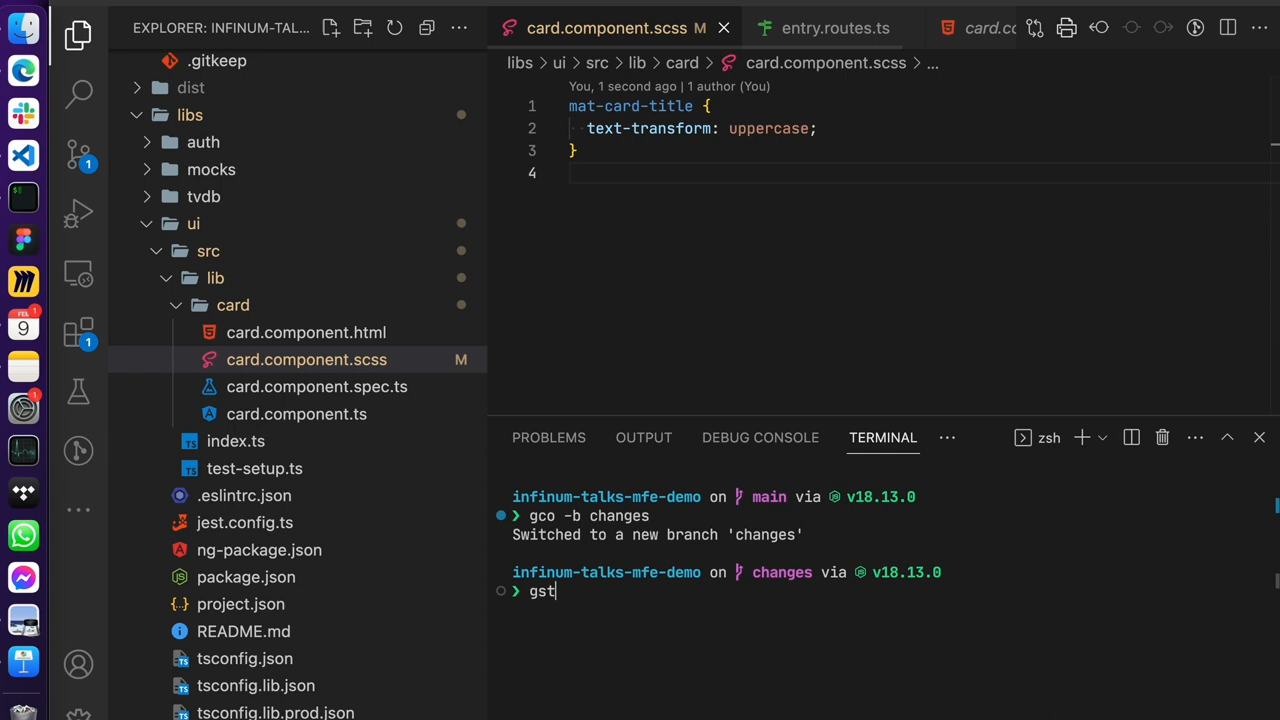 EXPLORER: INFINUM-TAL...
.gitkeep
dist
libs
auth
mocks
tvdb
ui
src
lib
card
card.component.html
card.component.scss M
card.component.spec.ts
card.component.ts
index.ts
test-setup.ts
.eslintrc.json
jest.config.ts
ng-package.json
package.json
project.json
README.md
tsconfig.json
tsconfig.lib.json
tsconfig.lib.prod.json
FEB
9
1
1
1
1
card.component.scss M
entry.routes.ts
card.co
libs > ui > src > lib > card > card.component.scss > ...
You, 1 second ago | 1 author (You)
1 mat-card-title {
2 text-transform: uppercase;
3 }
4
PROBLEMS OUTPUT DEBUG CONSOLE TERMINAL ... zsh
infinum-talks-mfe-demo on main via v18.13.0
❯ gco -b changes
Switched to a new branch 'changes'
infinum-talks-mfe-demo on changes via v18.13.0
❯ gst